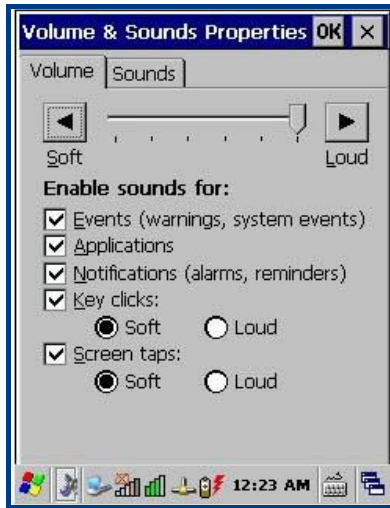 Volume & Sounds Properties OK ×
Volume Sounds
Soft Loud
Enable sounds for:
Events (warnings, system events)
Applications
Notifications (alarms, reminders)
Key clicks:
Soft Loud
Screen taps:
Soft Loud
12:23 AM